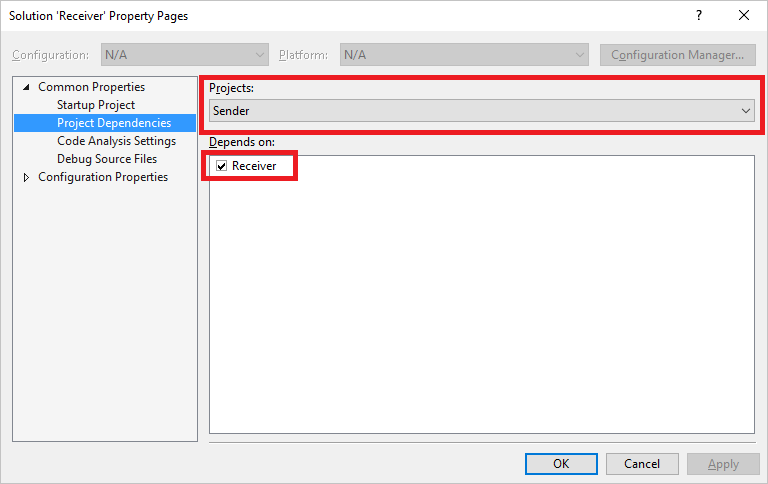 Solution 'Receiver' Property Pages
?
Configuration: N/A Platform: N/A Configuration Manager...
Common Properties
Startup Project
Project Dependencies
Code Analysis Settings
Debug Source Files
Configuration Properties
Projects:
Sender
Depends on:
Receiver
OK Cancel Apply